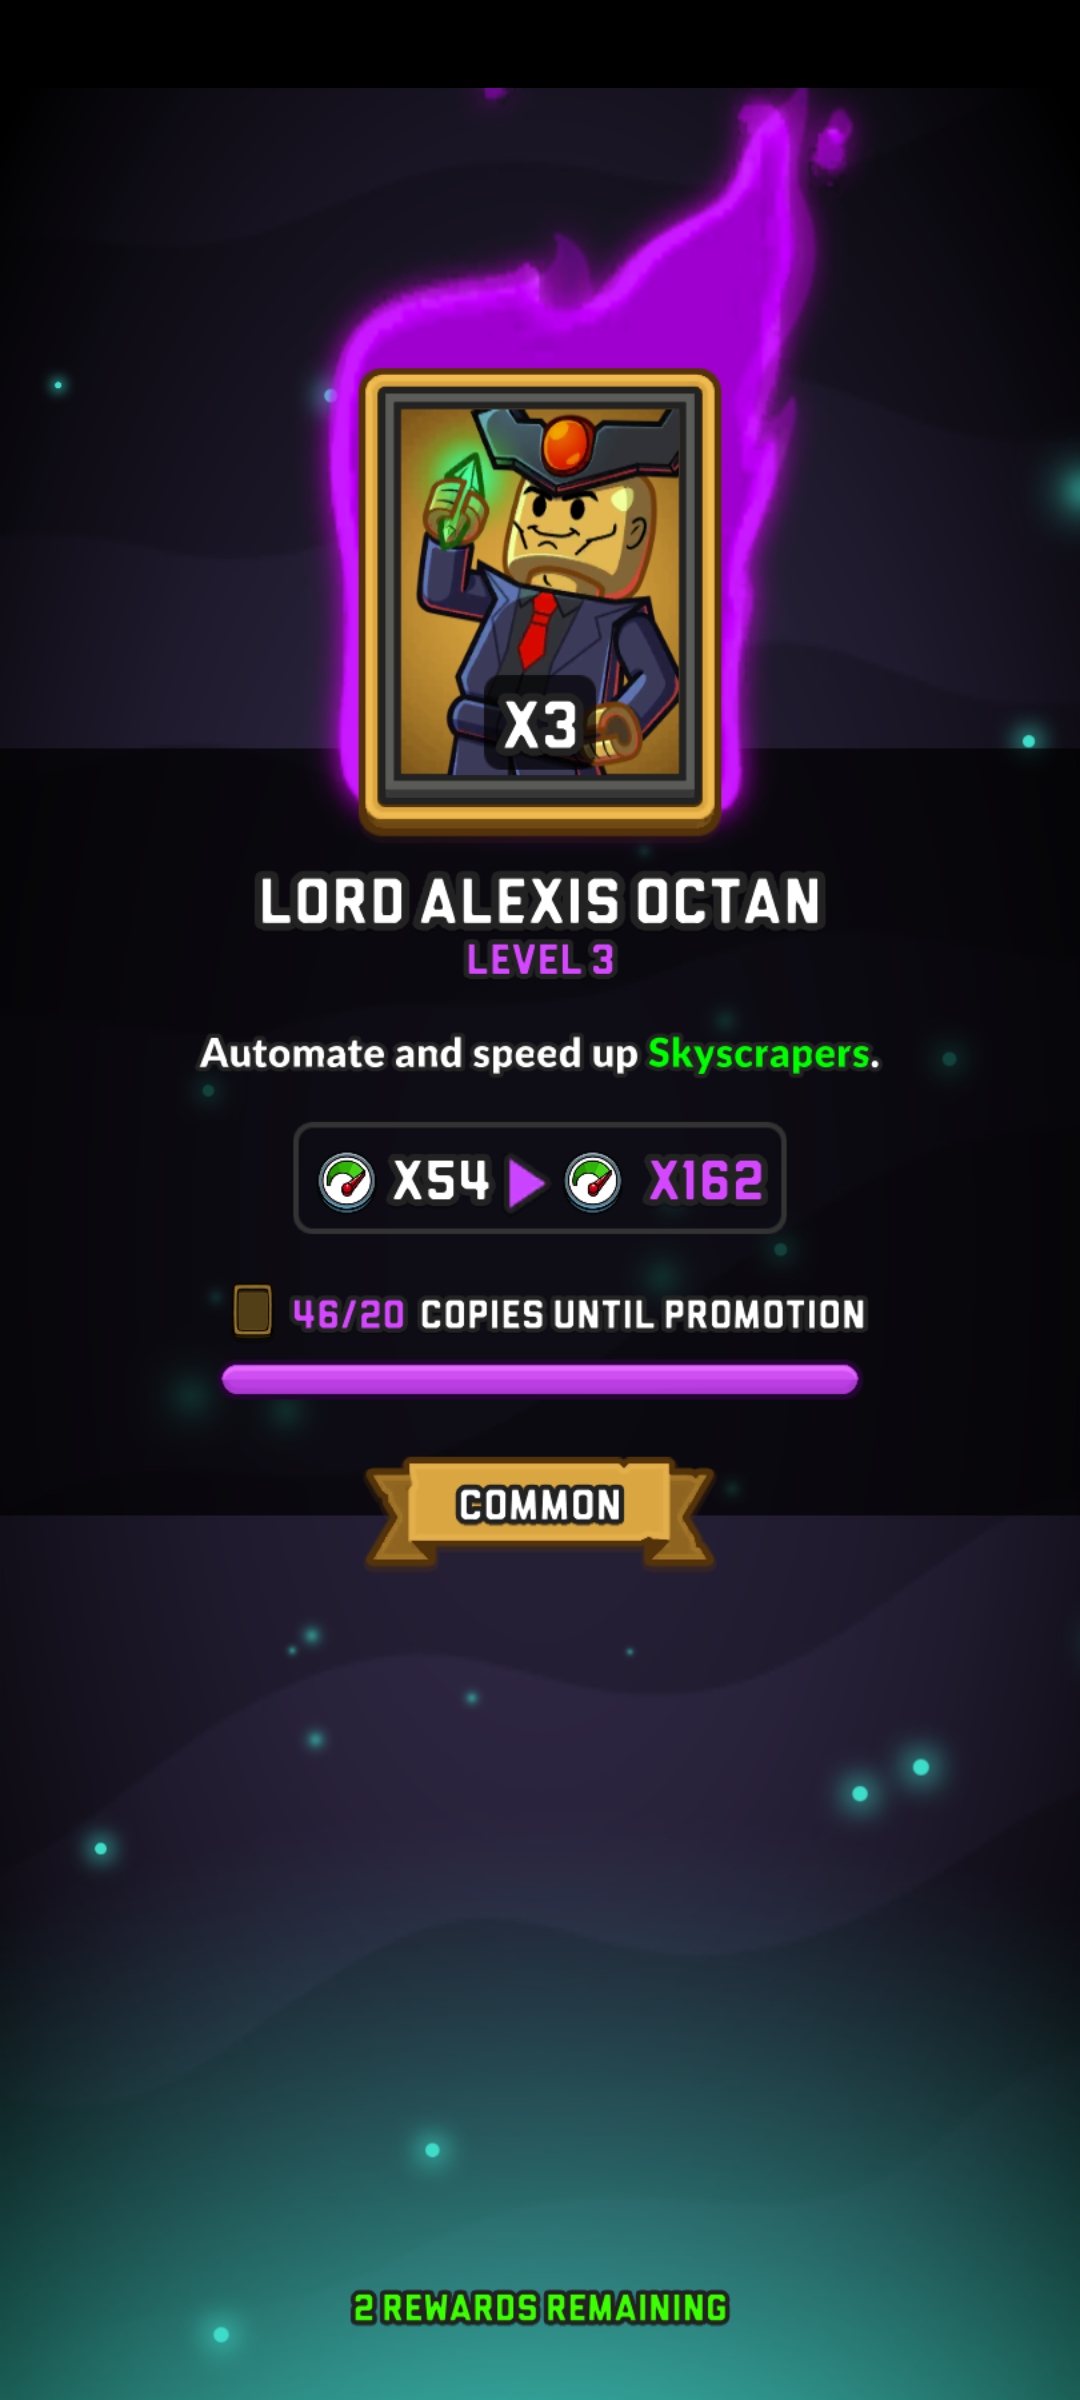 X3
LORD ALEXIS OCTAN
LEVEL 3
Automate and speed up Skyscrapers.
X54 X162
46/20 COPIES UNTIL PROMOTION
COMMON
2 REWARDS REMAINING